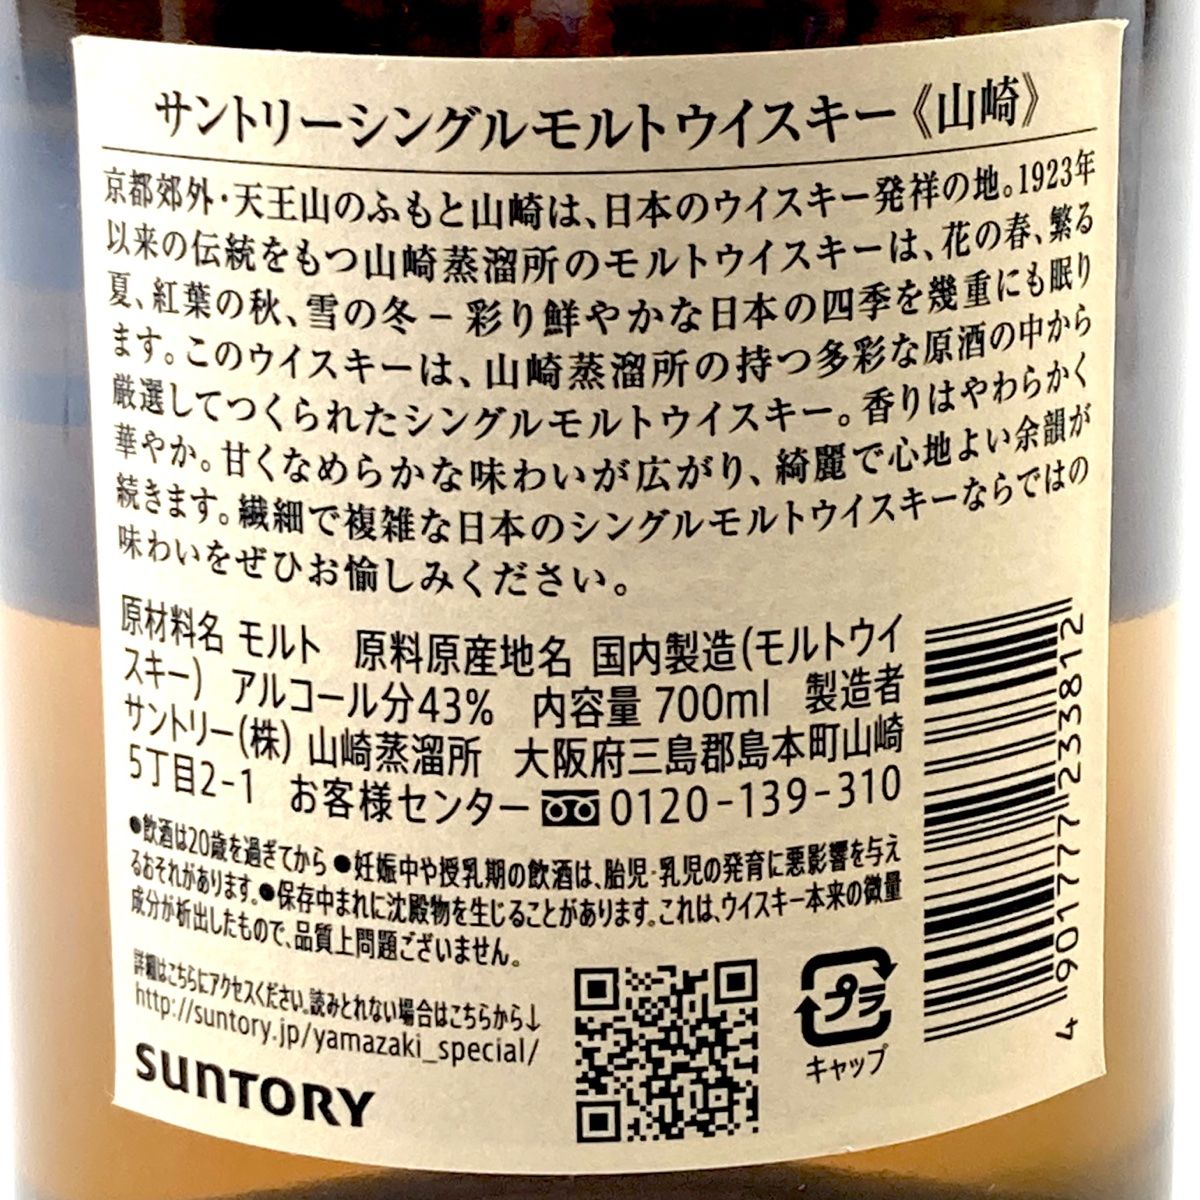 サントリーシングルモルトウイスキー《山崎》
京都郊外・天王山のふもと山崎は、日本のウイスキー発祥の地。1923年
以来の伝統をもつ山崎蒸溜所のモルトウイスキーは、花の春、繁る
夏、紅葉の秋、雪の冬－彩り鮮やかな日本の四季を幾重にも眠り
ます。このウイスキーは、山崎蒸溜所の持つ多彩な原酒の中から
厳選してつくられたシングルモルトウイスキー。香りはやわらかく
華やか。甘くなめらかな味わいが広がり、綺麗で心地よい余韻が
続きます。繊細で複雑な日本のシングルモルトウイスキーならではの
味わいをぜひお愉しみください。
原材料名 モルト 原料原産地名 国内製造(モルトウイ
スキー) アルコール分43% 内容量 700ml 製造者
サントリー(株) 山崎蒸溜所 大阪府三島郡島本町山崎
5丁目2-1 お客様センター 0120-139-310
●飲酒は20歳を過ぎてから ●妊娠中や授乳期の飲酒は、胎児・乳児の発育に悪影響を与え
るおそれがあります。●保存中まれに沈殿物を生じることがあります。これは、ウイスキー本来の微量
成分が析出したもので、品質上問題ございません。
詳細はこちらにアクセスください。読みとれない場合はこちらから↓
http://suntory.jp/yamazaki_special/
SUNTORY
プラ
キャップ
4 901777 233812